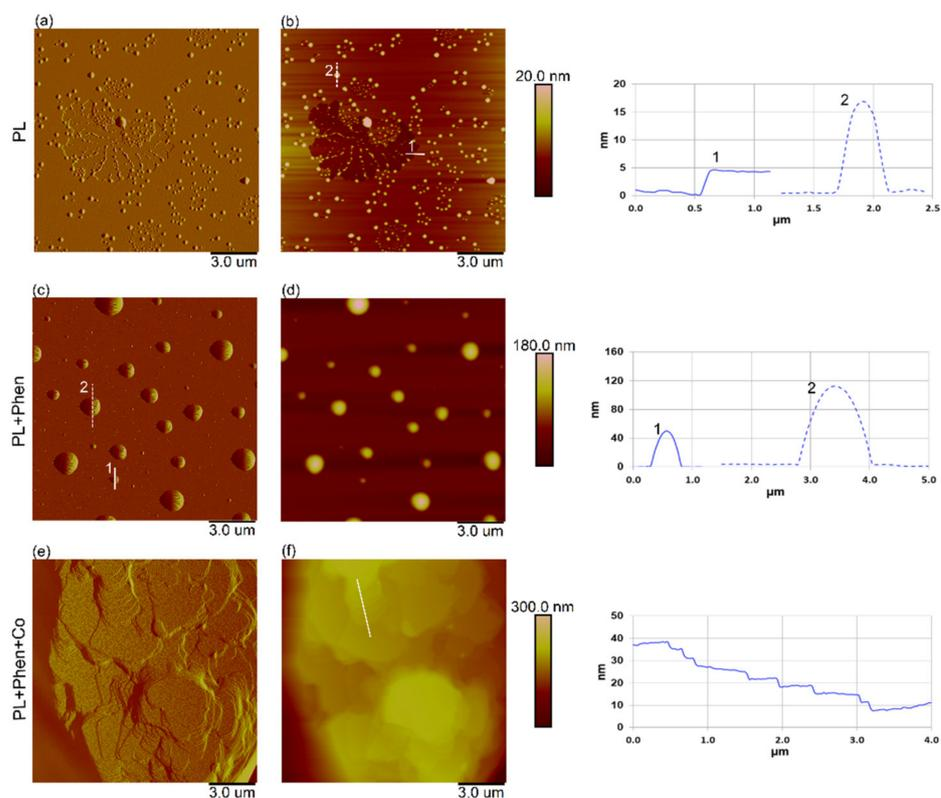 (a)
(b)
PL
2
1
20.0 nm
3.0 um
3.0 um
20
15
10
5
0
nm
1
2
0.0 0.5 1.0 1.5 2.0 2.5
µm
(c)
(d)
PL+Phen
2
1
180.0 nm
3.0 um
3.0 um
160
120
80
40
0
nm
1
2
0.0 1.0 2.0 3.0 4.0 5.0
µm
(e)
(f)
PL+Phen+Co
300.0 nm
3.0 um
3.0 um
50
40
30
20
10
0
nm
0.0 1.0 2.0 3.0 4.0
µm